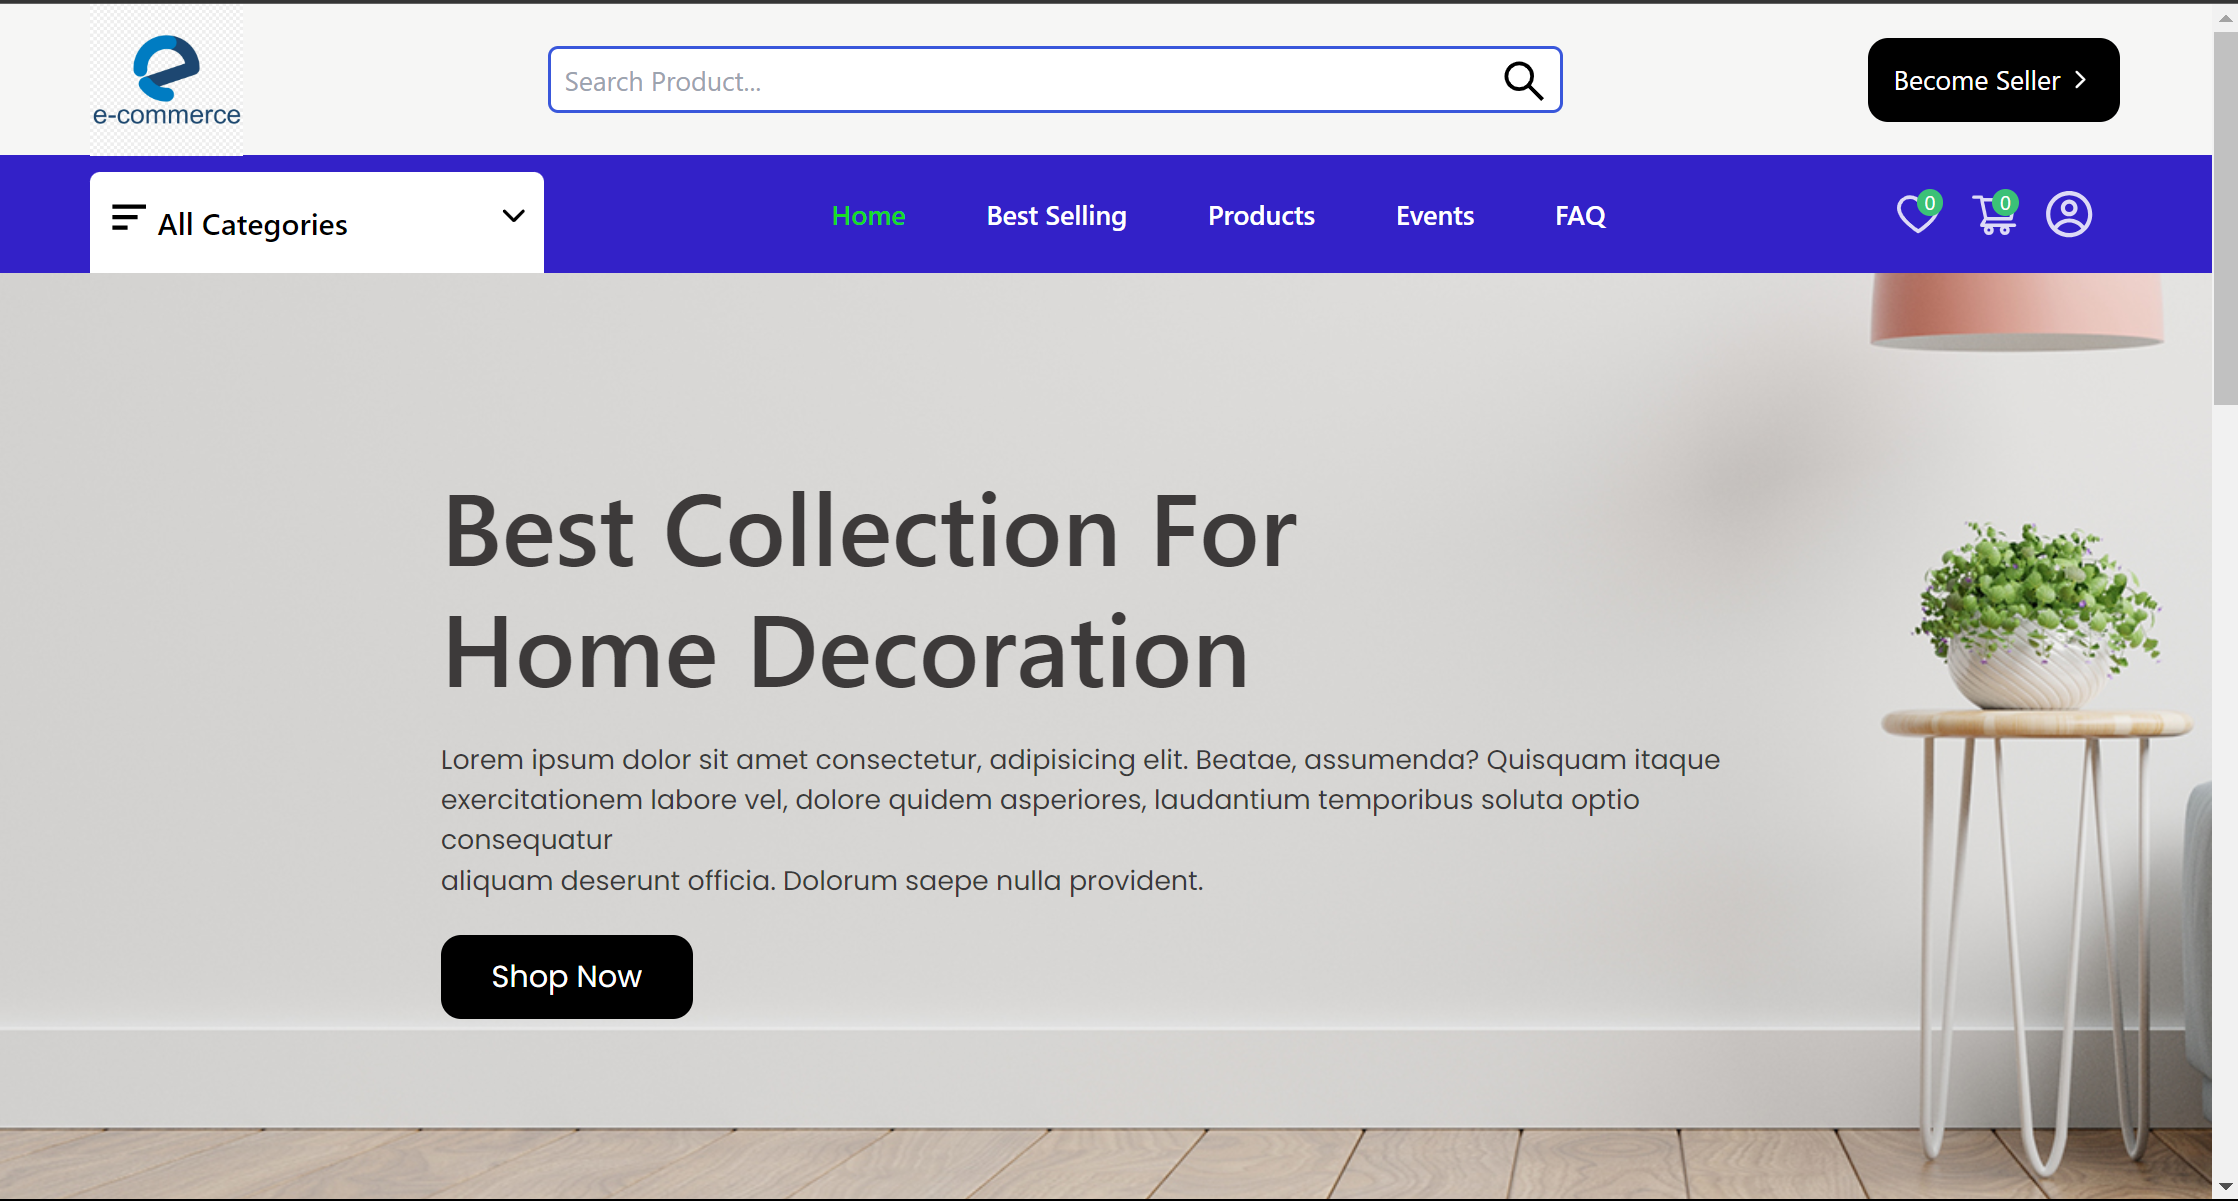 e-commerce
Search Product...
Become Seller
All Categories
Home
Best Selling
Products
Events
FAQ
0
0
Best Collection For
Home Decoration
Lorem ipsum dolor sit amet consectetur, adipisicing elit. Beatae, assumenda? Quisquam itaque
exercitationem labore vel, dolore quidem asperiores, laudantium temporibus soluta optio
consequatur
aliquam deserunt officia. Dolorum saepe nulla provident.
Shop Now